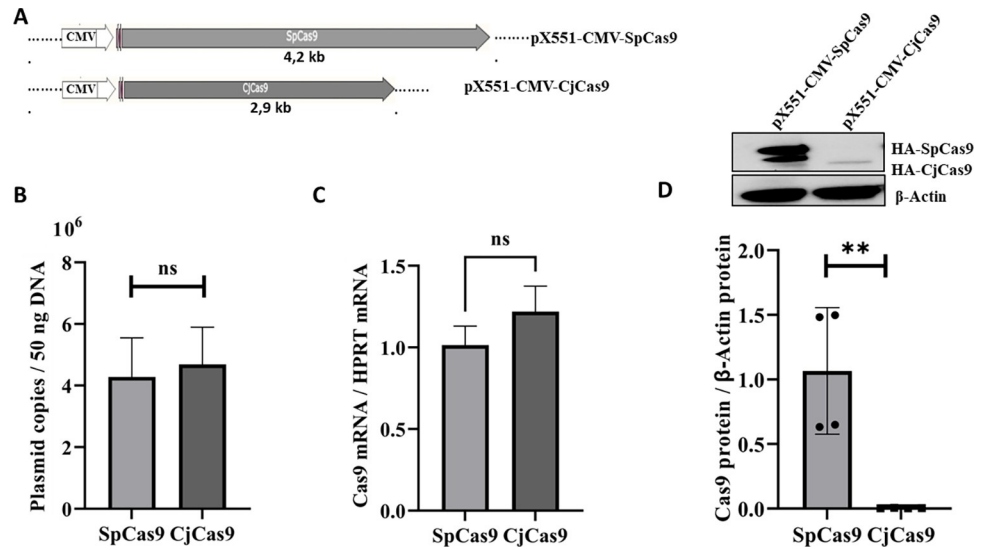 A
CMV
SpCas9
4,2 kb
pX551-CMV-SpCas9
CMV
CjCas9
2,9 kb
pX551-CMV-CjCas9
pX551-CMV-SpCas9
pX551-CMV-CjCas9
HA-SpCas9
HA-CjCas9
β-Actin
B
10⁶
Plasmid copies / 50 ng DNA
8
6
4
2
0
ns
SpCas9 CjCas9
C
Cas9 mRNA / HPRT mRNA
1.5
1.0
0.5
0.0
ns
SpCas9 CjCas9
D
Cas9 protein / β-Actin protein
2.0
1.5
1.0
0.5
0.0
**
SpCas9 CjCas9